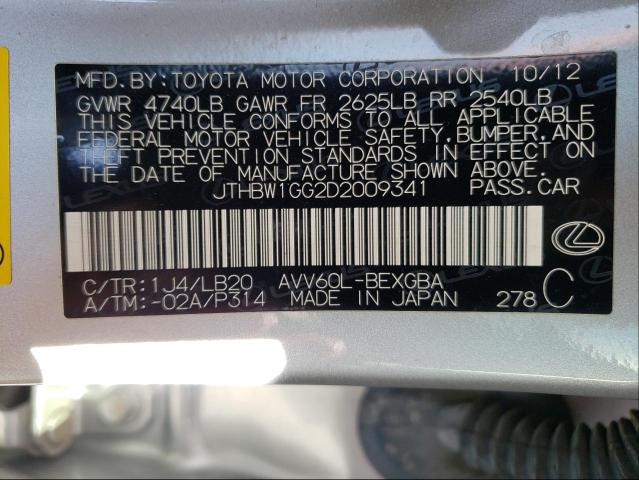 MFD. BY: TOYOTA MOTOR CORPORATION 10/12
GVWR 4740LB GAWR FR 2625LB RR 2540LB
THIS VEHICLE CONFORMS TO ALL APPLICABLE
FEDERAL MOTOR VEHICLE SAFETY, BUMPER, AND
THEFT PREVENTION STANDARDS IN EFFECT ON
THE DATE OF MANUFACTURE SHOWN ABOVE.
JTHBW1GG2D2009341 PASS. CAR
C/TR: 1J4/LB20 AVV60L-BEXGBA
A/TM: -02A/P314 MADE IN JAPAN 278 C